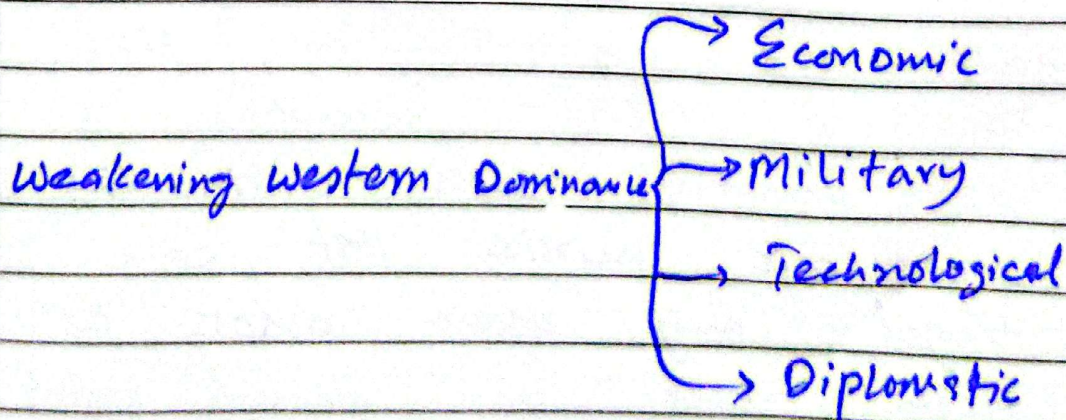 Economic
Weakening Western Dominance
Military
Technological
Diplomatic